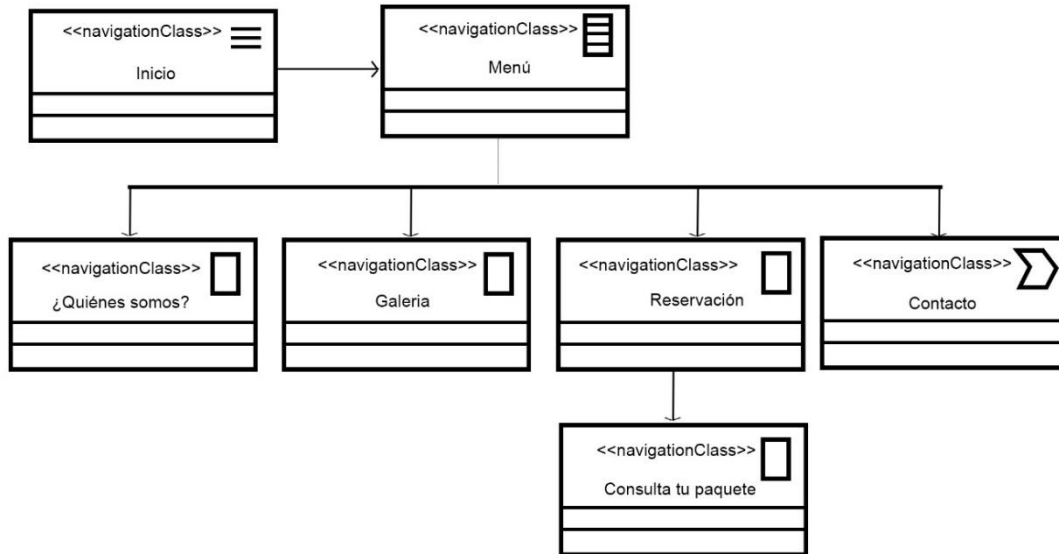 <<navigationClass>>
Inicio
<<navigationClass>>
Menú
<<navigationClass>>
¿Quiénes somos?
<<navigationClass>>
Galeria
<<navigationClass>>
Reservación
<<navigationClass>>
Contacto
<<navigationClass>>
Consulta tu paquete